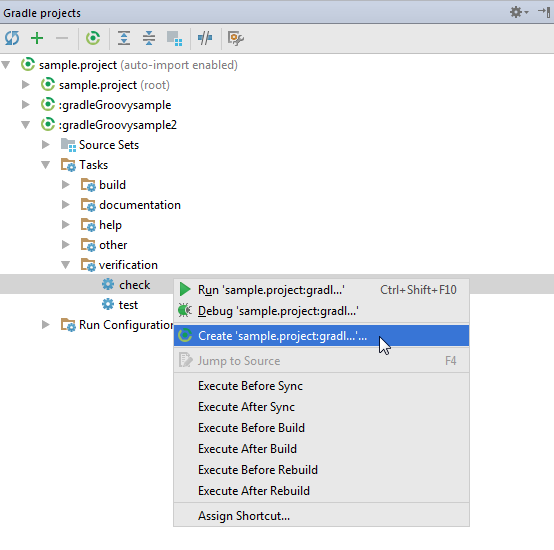 Gradle projects
sample.project (auto-import enabled)
sample.project (root)
:gradleGroovysample
:gradleGroovysample2
Source Sets
Tasks
build
documentation
help
other
verification
check
test
Run Configuration
Run 'sample.project:gradl...' Ctrl+Shift+F10
Debug 'sample.project:gradl...'
Create 'sample.project:gradl...'...
Jump to Source F4
Execute Before Sync
Execute After Sync
Execute Before Build
Execute After Build
Execute Before Rebuild
Execute After Rebuild
Assign Shortcut...